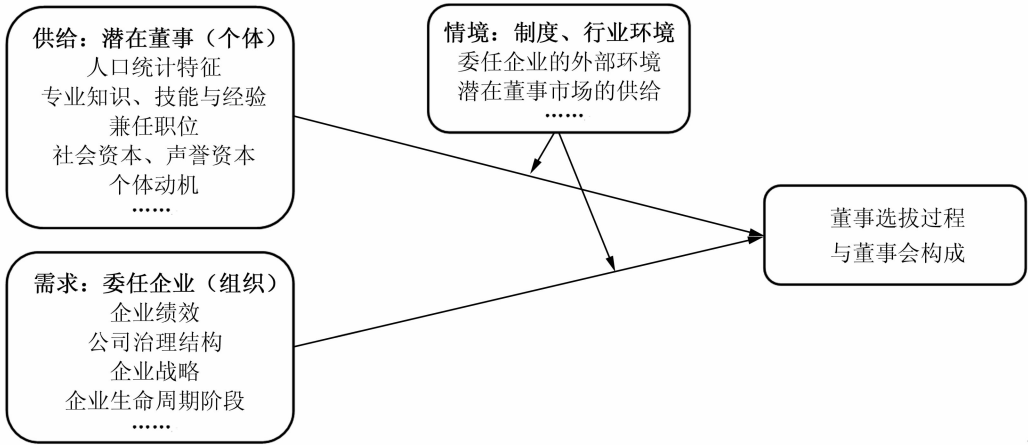 供给：潜在董事（个体）
人口统计特征
专业知识、技能与经验
兼任职位
社会资本、声誉资本
个体动机
……
情境：制度、行业环境
委任企业的外部环境
潜在董事市场的供给
……
需求：委任企业（组织）
企业绩效
公司治理结构
企业战略
企业生命周期阶段
……
董事选拔过程
与董事会构成